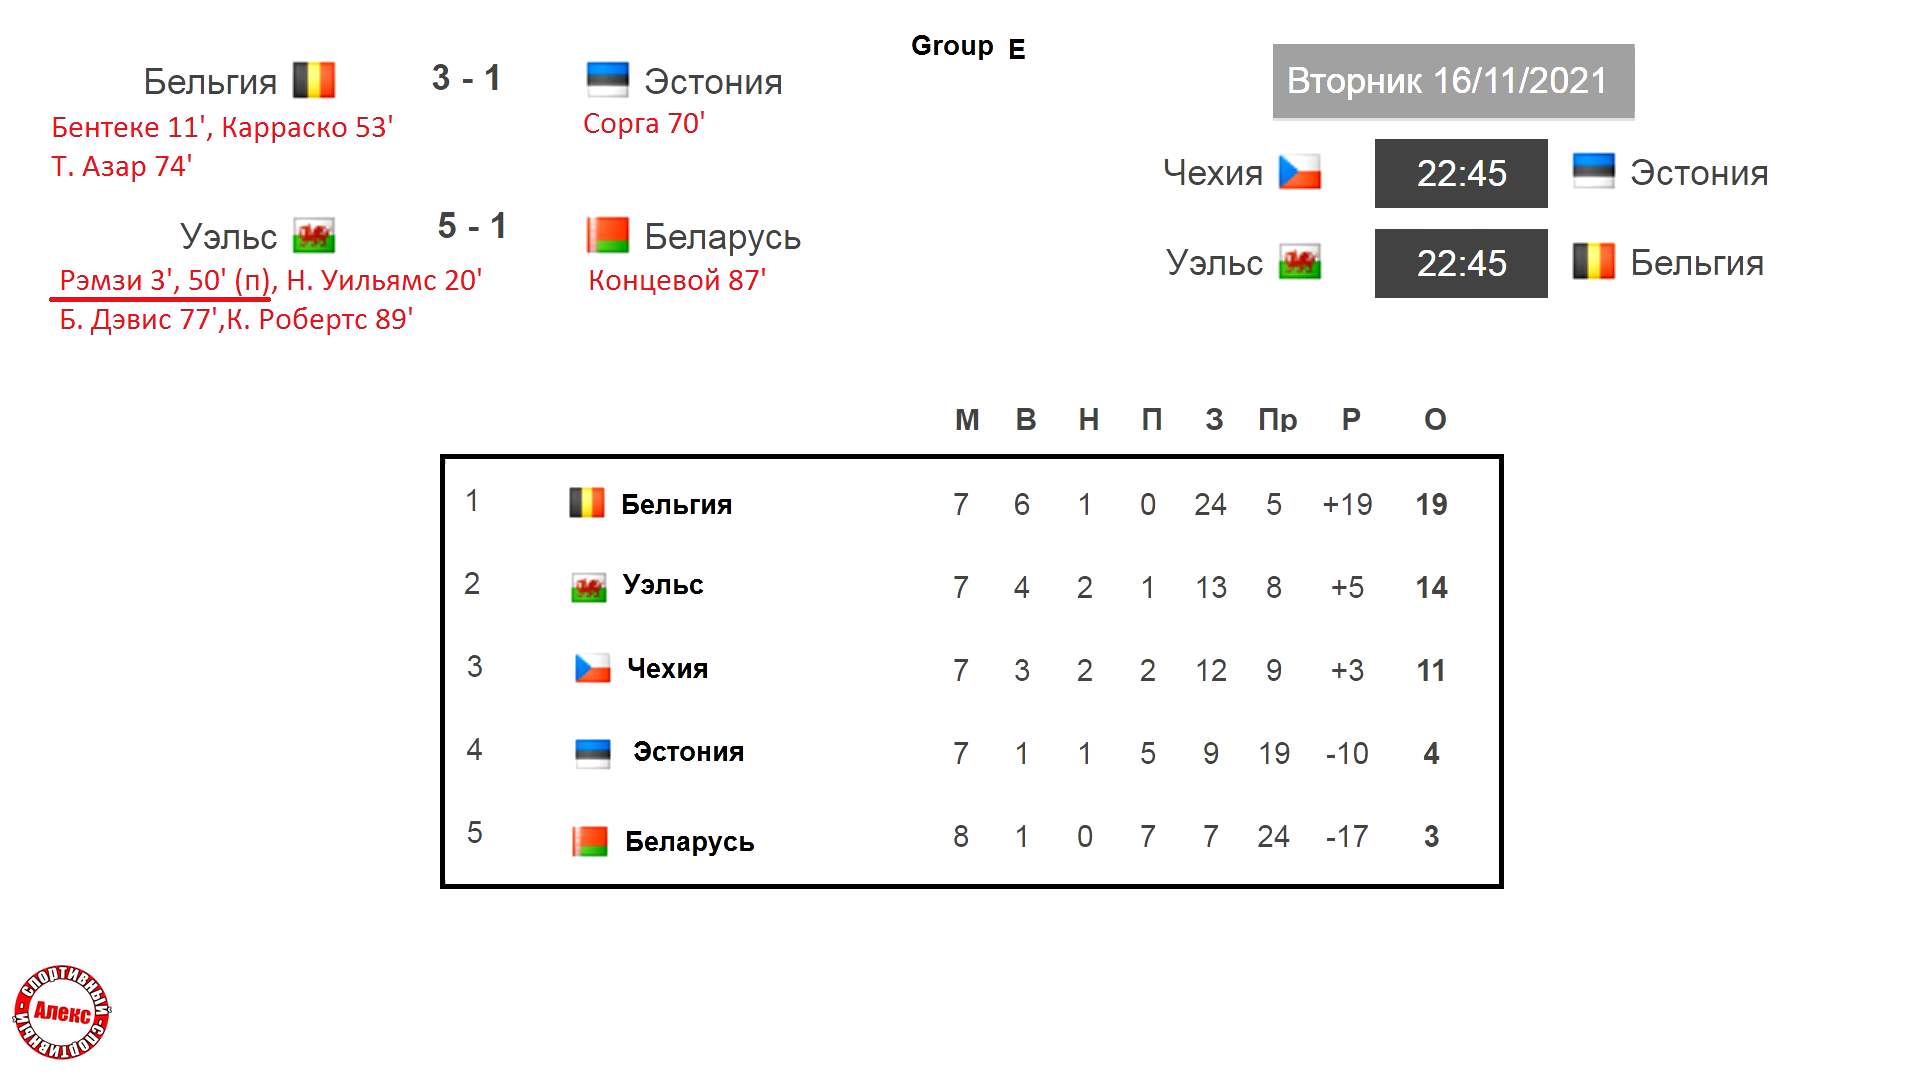 Group E
Бельгия 3 - 1 Эстония
Бентеке 11', Карраско 53' Сорга 70'
Т. Азар 74'
Уэльс 5 - 1 Беларусь
Рэмзи 3', 50' (п), Н. Уильямс 20' Концевой 87'
Б. Дэвис 77',К. Робертс 89'
Вторник 16/11/2021
Чехия 22:45 Эстония
Уэльс 22:45 Бельгия
М В Н П З Пр Р О
1 Бельгия 7 6 1 0 24 5 +19 19
2 Уэльс 7 4 2 1 13 8 +5 14
3 Чехия 7 3 2 2 12 9 +3 11
4 Эстония 7 1 1 5 9 19 -10 4
5 Беларусь 8 1 0 7 7 24 -17 3
СПОРТИВНЫЙ
Алекс
СПОРТИВНЫЙ